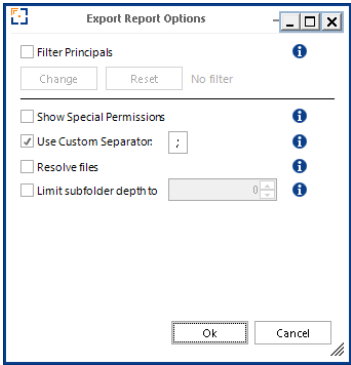 Export Report Options
Filter Principals
Change Reset No filter
Show Special Permissions
Use Custom Separator: ;
Resolve files
Limit subfolder depth to 0
Ok Cancel